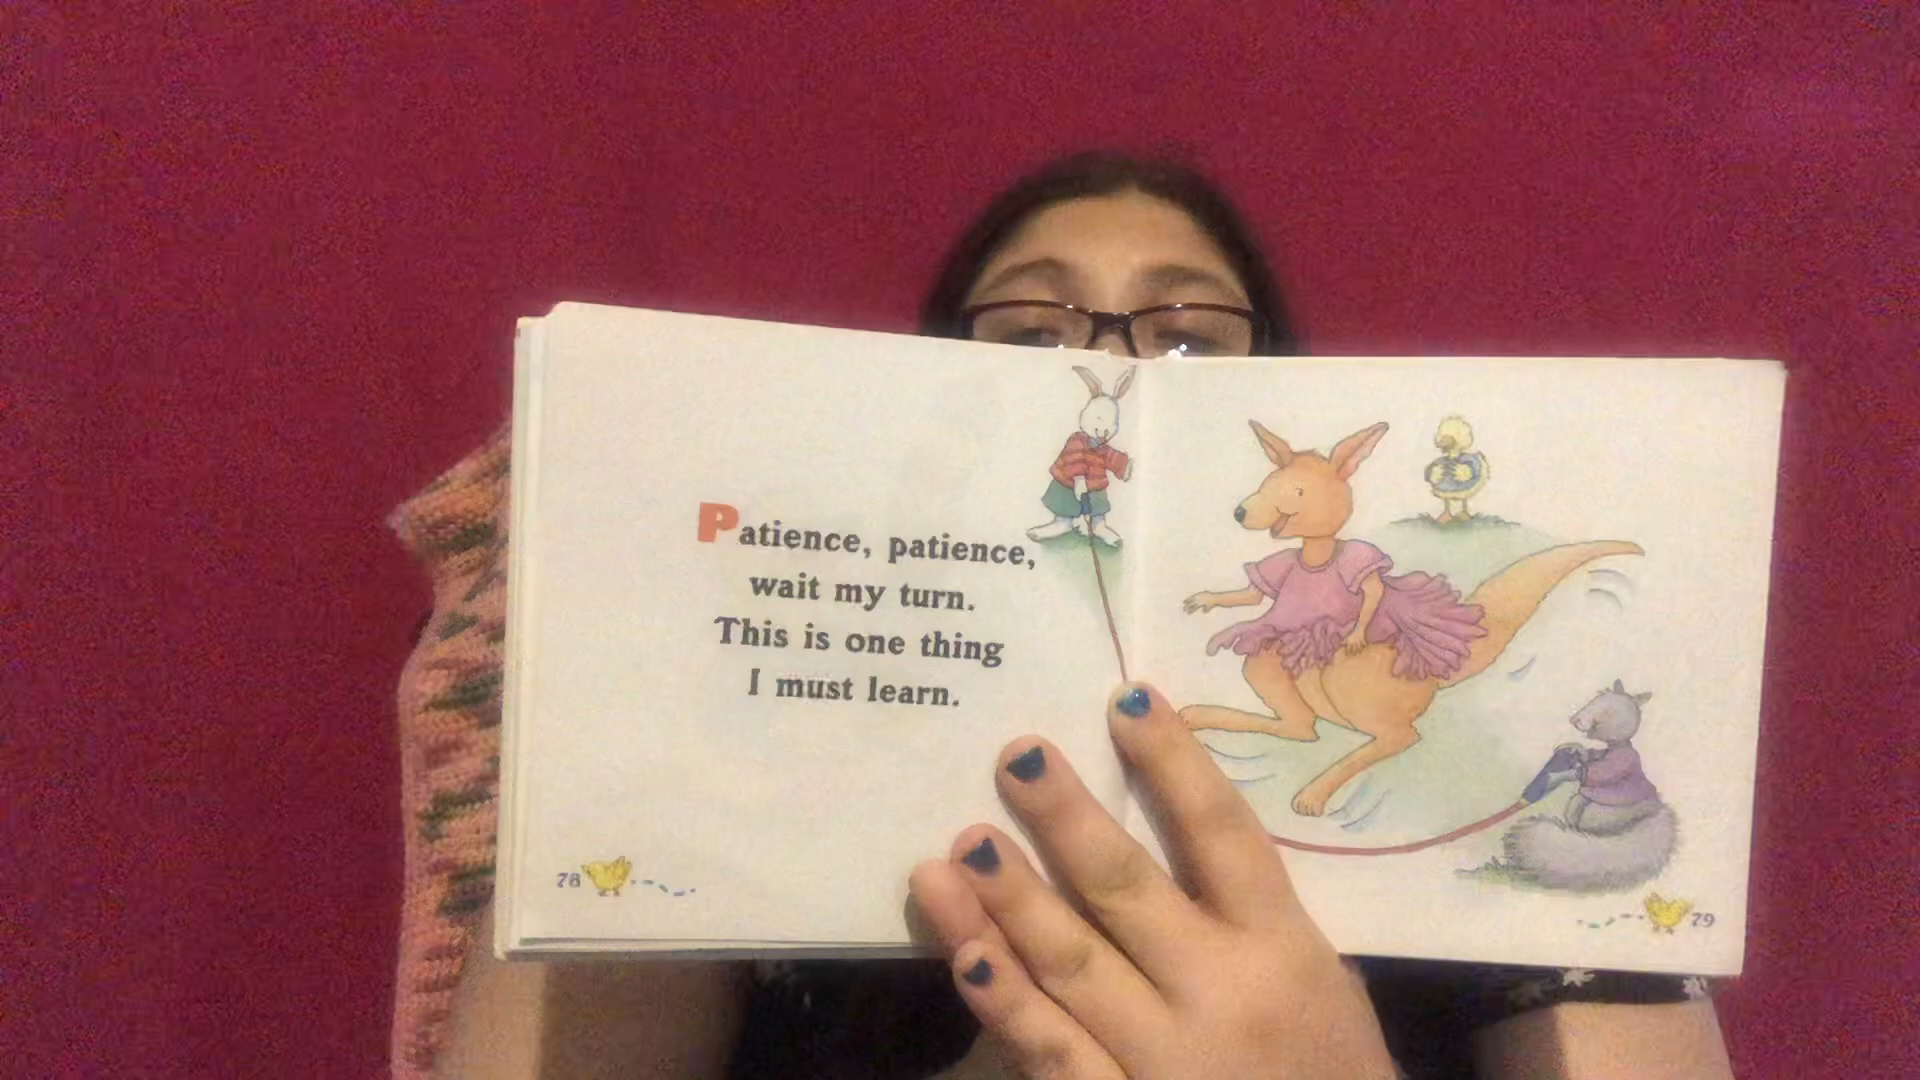 Patience, patience,
wait my turn.
This is one thing
I must learn.
78
79